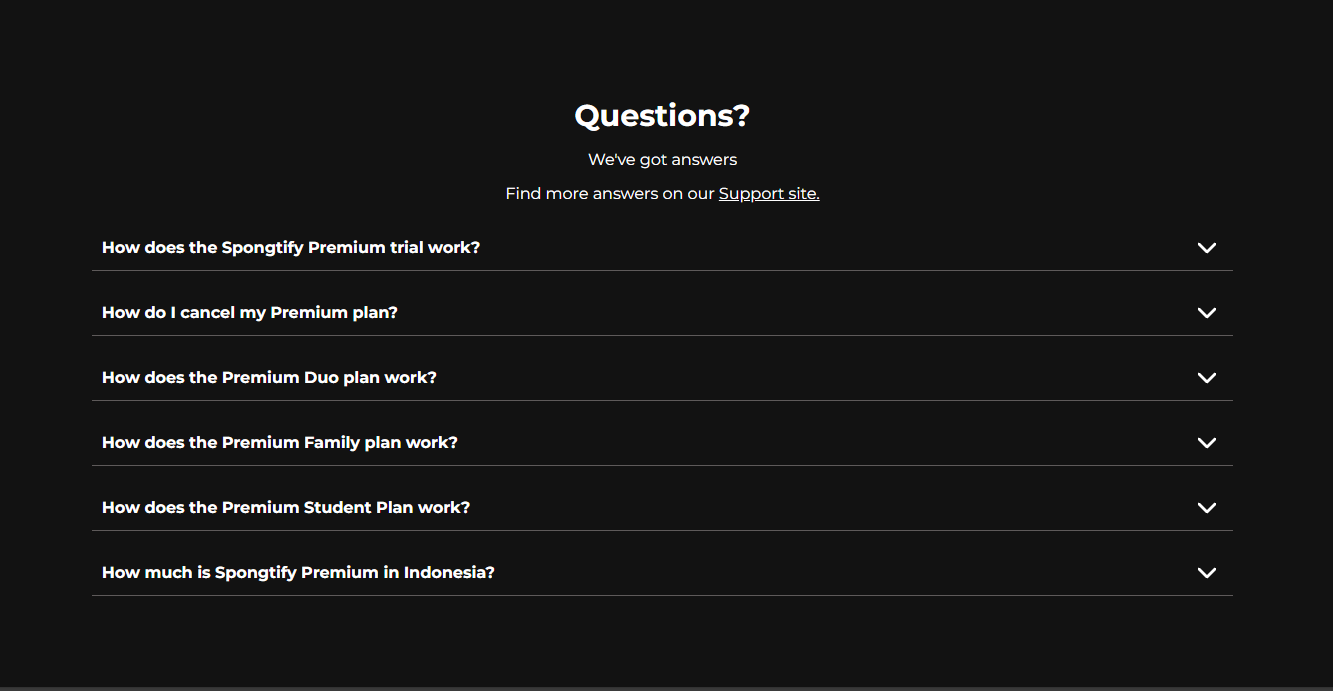 Questions?
We've got answers
Find more answers on our Support site.
How does the Spongtify Premium trial work?
How do I cancel my Premium plan?
How does the Premium Duo plan work?
How does the Premium Family plan work?
How does the Premium Student Plan work?
How much is Spongtify Premium in Indonesia?